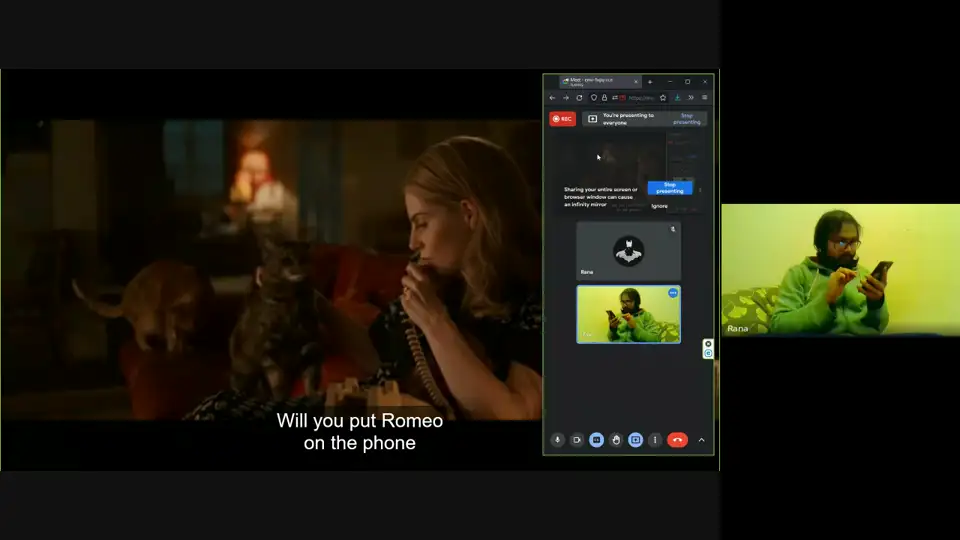 Will you put Romeo
on the phone
REC
You're presenting to
everyone
Stop
presenting
Sharing your entire screen or
browser window can cause
an infinity mirror
Stop
presenting
Ignore
Rana
Rana